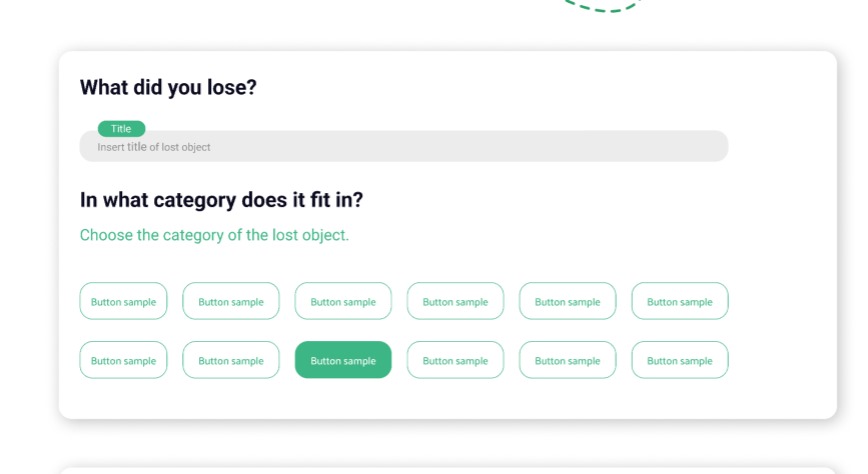 What did you lose?
Title
Insert title of lost object
In what category does it fit in?
Choose the category of the lost object.
Button sample Button sample Button sample Button sample Button sample Button sample
Button sample Button sample Button sample Button sample Button sample Button sample